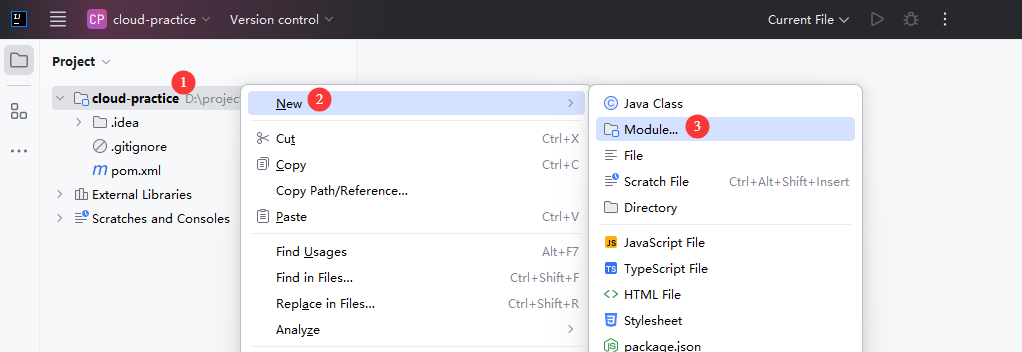 CP cloud-practice Version control Current File
Project
1
cloud-practice D:\project
.idea
.gitignore
pom.xml
External Libraries
Scratches and Consoles
New 2
Cut Ctrl+X
Copy Ctrl+C
Copy Path/Reference...
Paste Ctrl+V
Find Usages Alt+F7
Find in Files... Ctrl+Shift+F
Replace in Files... Ctrl+Shift+R
Analyze
Java Class
Module... 3
File
Scratch File Ctrl+Alt+Shift+Insert
Directory
JS JavaScript File
TS TypeScript File
HTML File
Stylesheet
package.json